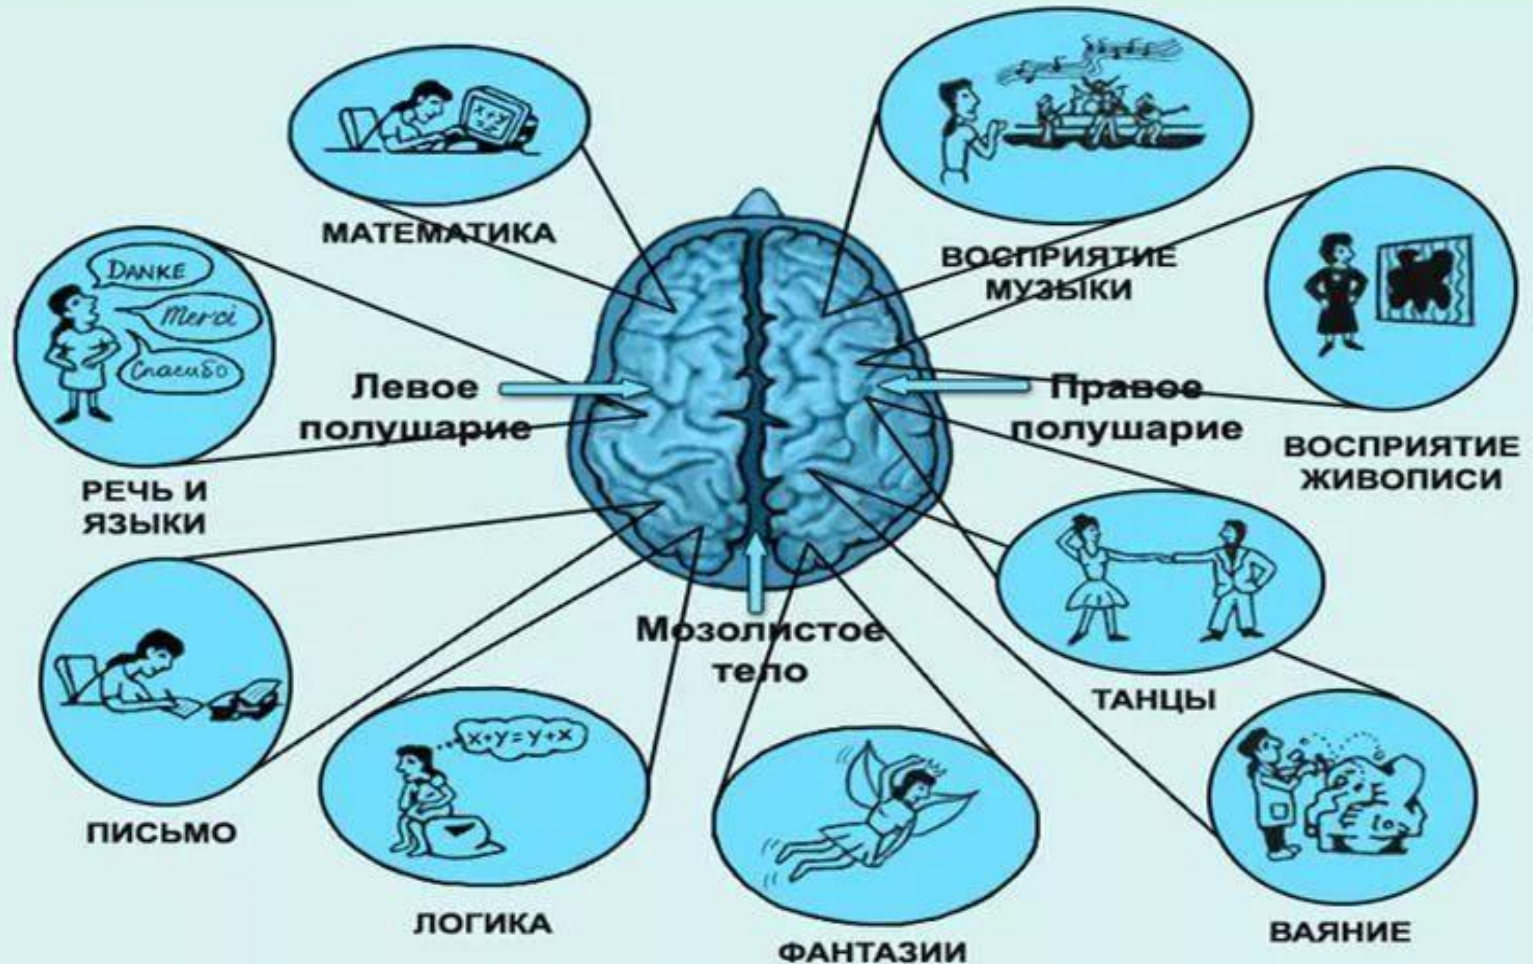 МАТЕМАТИКА
x+y
DANKE
Merci
Спасибо
РЕЧЬ И
ЯЗЫКИ
Левое
полушарие
ВОСПРИЯТИЕ
МУЗЫКИ
Правое
полушарие
ВОСПРИЯТИЕ
ЖИВОПИСИ
Мозолистое
тело
ТАНЦЫ
ПИСЬМО
x+y=y+x
ЛОГИКА
ФАНТАЗИИ
ВАЯНИЕ